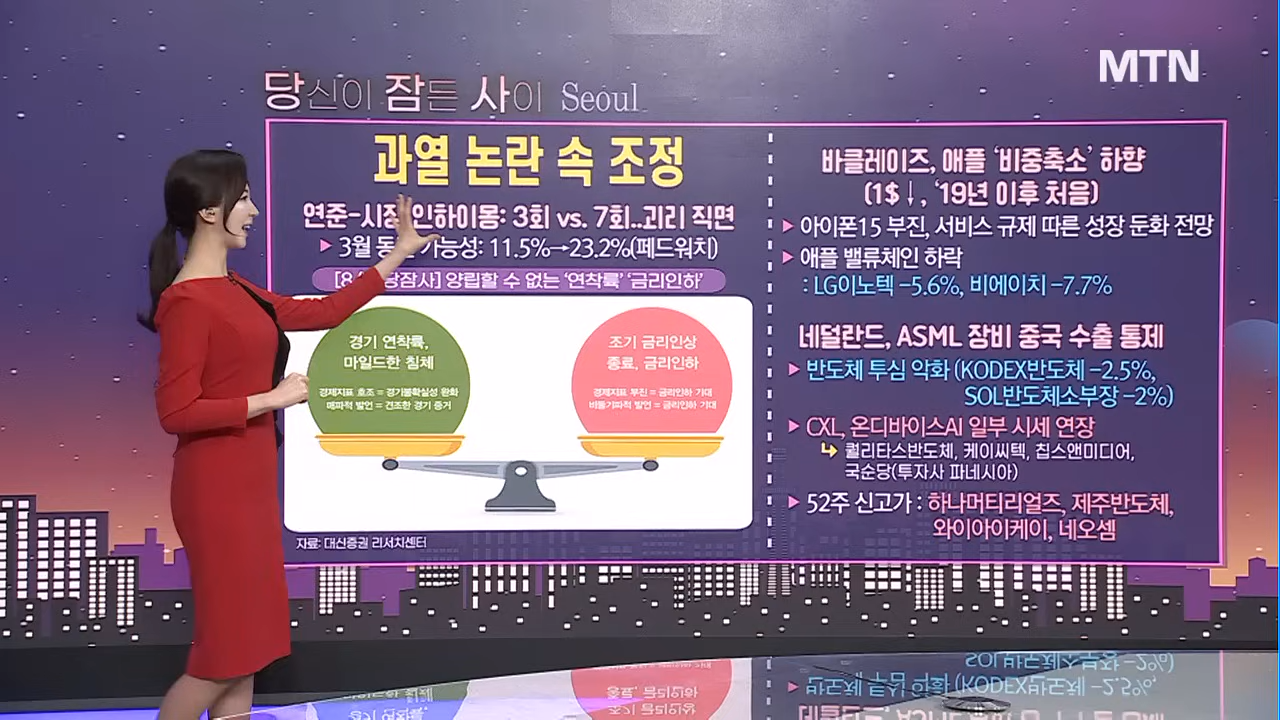 MTN
당신이 잠든 사이 Seoul
과열 논란 속 조정
연준-시장 인하이몽: 3회 vs. 7회..괴리 직면
▶ 3월 동 가능성: 11.5%→23.2%(페드워치)
[8 당잠사] 양립할 수 없는 '연착륙' '금리인하'
경기 연착륙,
마일드한 침체
경제지표 호조 = 경기불확실성 완화
매파적 발언 = 견조한 경기 증거
조기 금리인상
종료, 금리인하
경제지표 부진 = 금리인하 기대
비둘기파적 발언 = 금리인하 기대
자료: 대신증권 리서치센터
바클레이즈, 애플 '비중축소' 하향
(1$↓, '19년 이후 처음)
▶ 아이폰15 부진, 서비스 규제 따른 성장 둔화 전망
▶ 애플 밸류체인 하락
: LG이노텍 -5.6%, 비에이치 -7.7%
네덜란드, ASML 장비 중국 수출 통제
▶ 반도체 투심 악화 (KODEX반도체 -2.5%,
SOL반도체소부장 -2%)
▶ CXL, 온디바이스AI 일부 시세 연장
↳ 퀄리타스반도체, 케이씨텍, 칩스앤미디어,
국순당(투자사 파네시아)
▶ 52주 신고가 : 하나머티리얼즈, 제주반도체,
와이아이케이, 네오셈